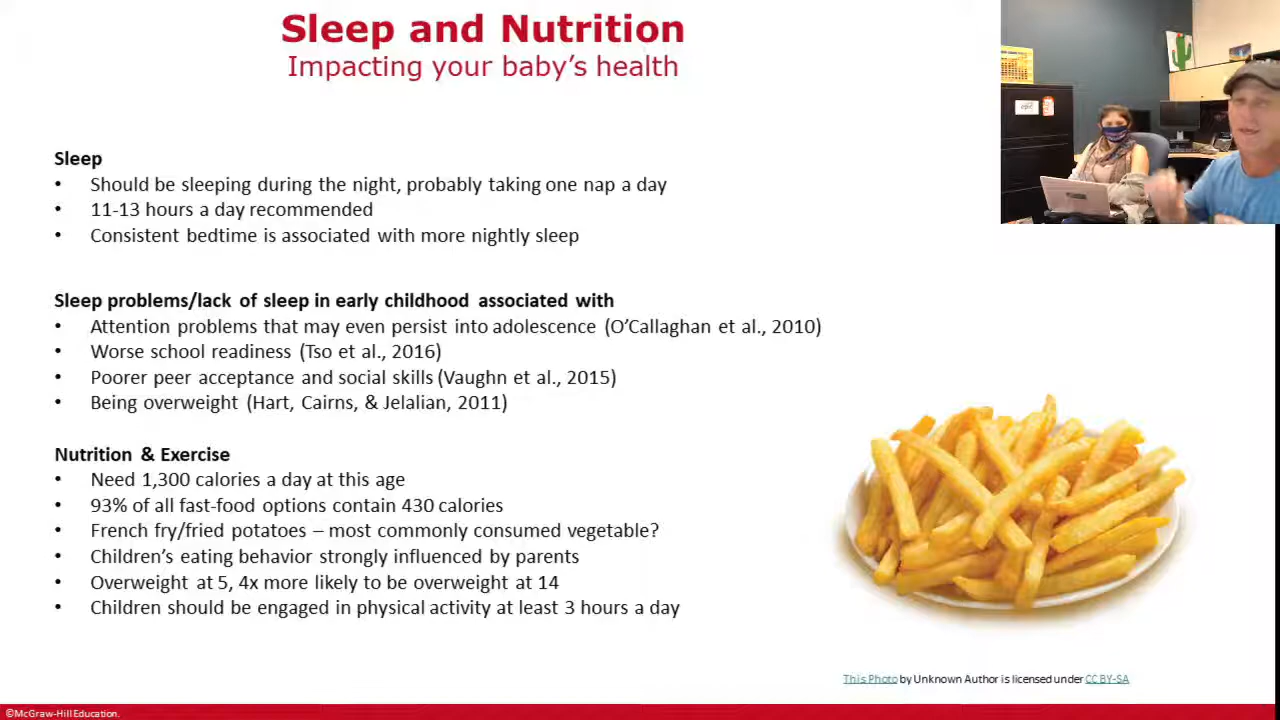 Sleep and Nutrition
Impacting your baby's health
Sleep
• Should be sleeping during the night, probably taking one nap a day
• 11-13 hours a day recommended
• Consistent bedtime is associated with more nightly sleep
Sleep problems/lack of sleep in early childhood associated with
• Attention problems that may even persist into adolescence (O'Callaghan et al., 2010)
• Worse school readiness (Tso et al., 2016)
• Poorer peer acceptance and social skills (Vaughn et al., 2015)
• Being overweight (Hart, Cairns, & Jelalian, 2011)
Nutrition & Exercise
• Need 1,300 calories a day at this age
• 93% of all fast-food options contain 430 calories
• French fry/fried potatoes – most commonly consumed vegetable?
• Children's eating behavior strongly influenced by parents
• Overweight at 5, 4x more likely to be overweight at 14
• Children should be engaged in physical activity at least 3 hours a day
This Photo by Unknown Author is licensed under CC BY-SA
©McGraw-Hill Education.